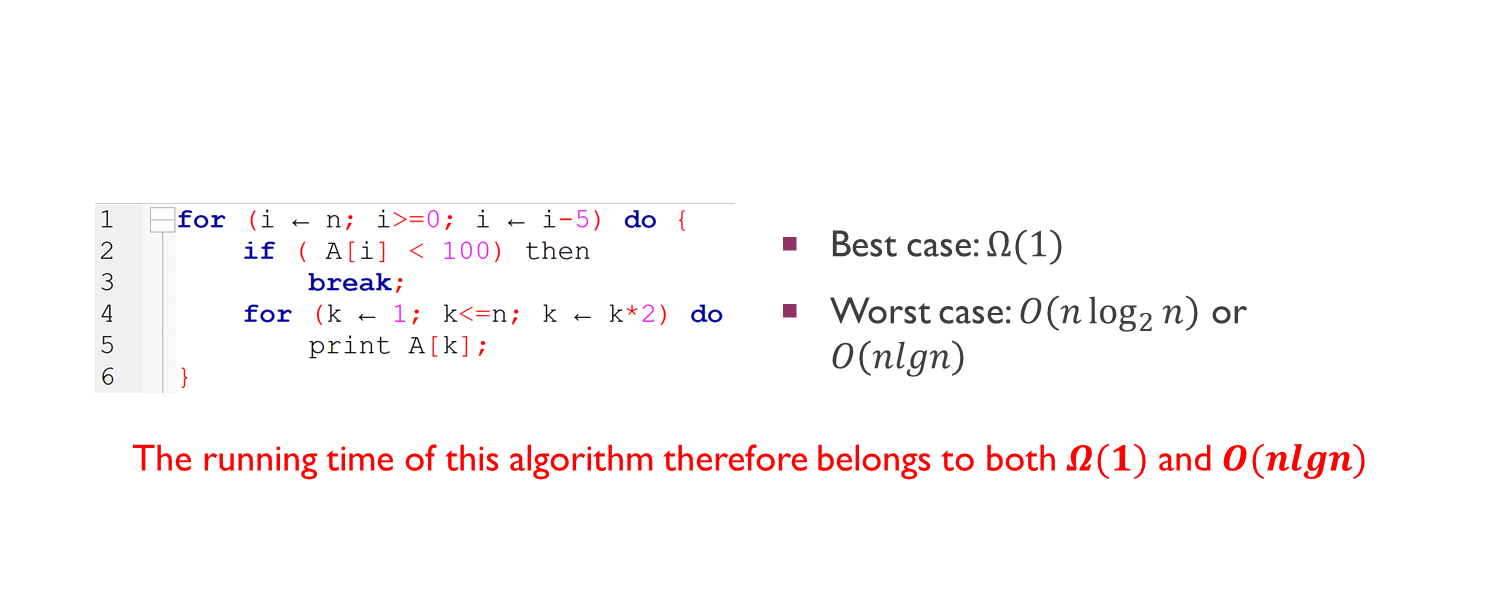 1 for (i ← n; i>=0; i ← i-5) do {
2 if ( A[i] < 100) then
3 break;
4 for (k ← 1; k<=n; k ← k*2) do
5 print A[k];
6 }
▪ Best case: Ω(1)
▪ Worst case: O(n log₂ n) or
O(nlgn)
The running time of this algorithm therefore belongs to both Ω(1) and O(nlgn)